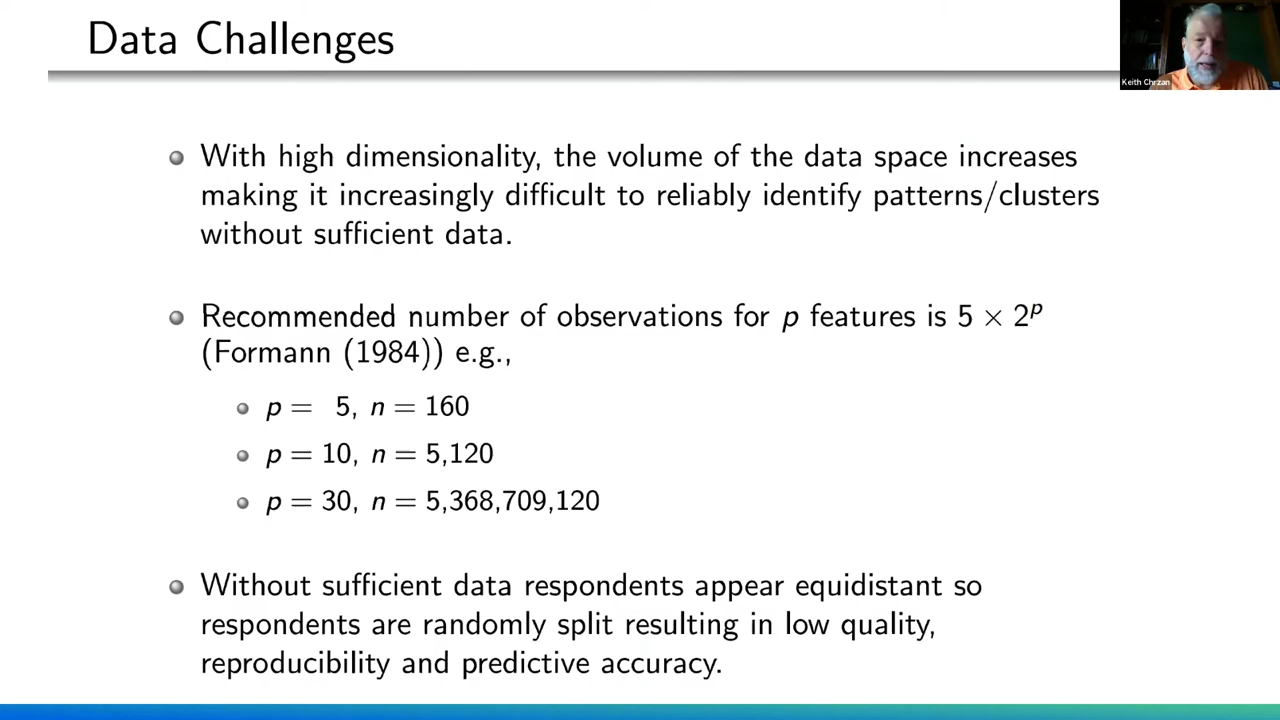 Data Challenges
Keith Chrzan
With high dimensionality, the volume of the data space increases
making it increasingly difficult to reliably identify patterns/clusters
without sufficient data.
Recommended number of observations for p features is 5 × 2^p
(Formann (1984)) e.g.,
p = 5, n = 160
p = 10, n = 5,120
p = 30, n = 5,368,709,120
Without sufficient data respondents appear equidistant so
respondents are randomly split resulting in low quality,
reproducibility and predictive accuracy.